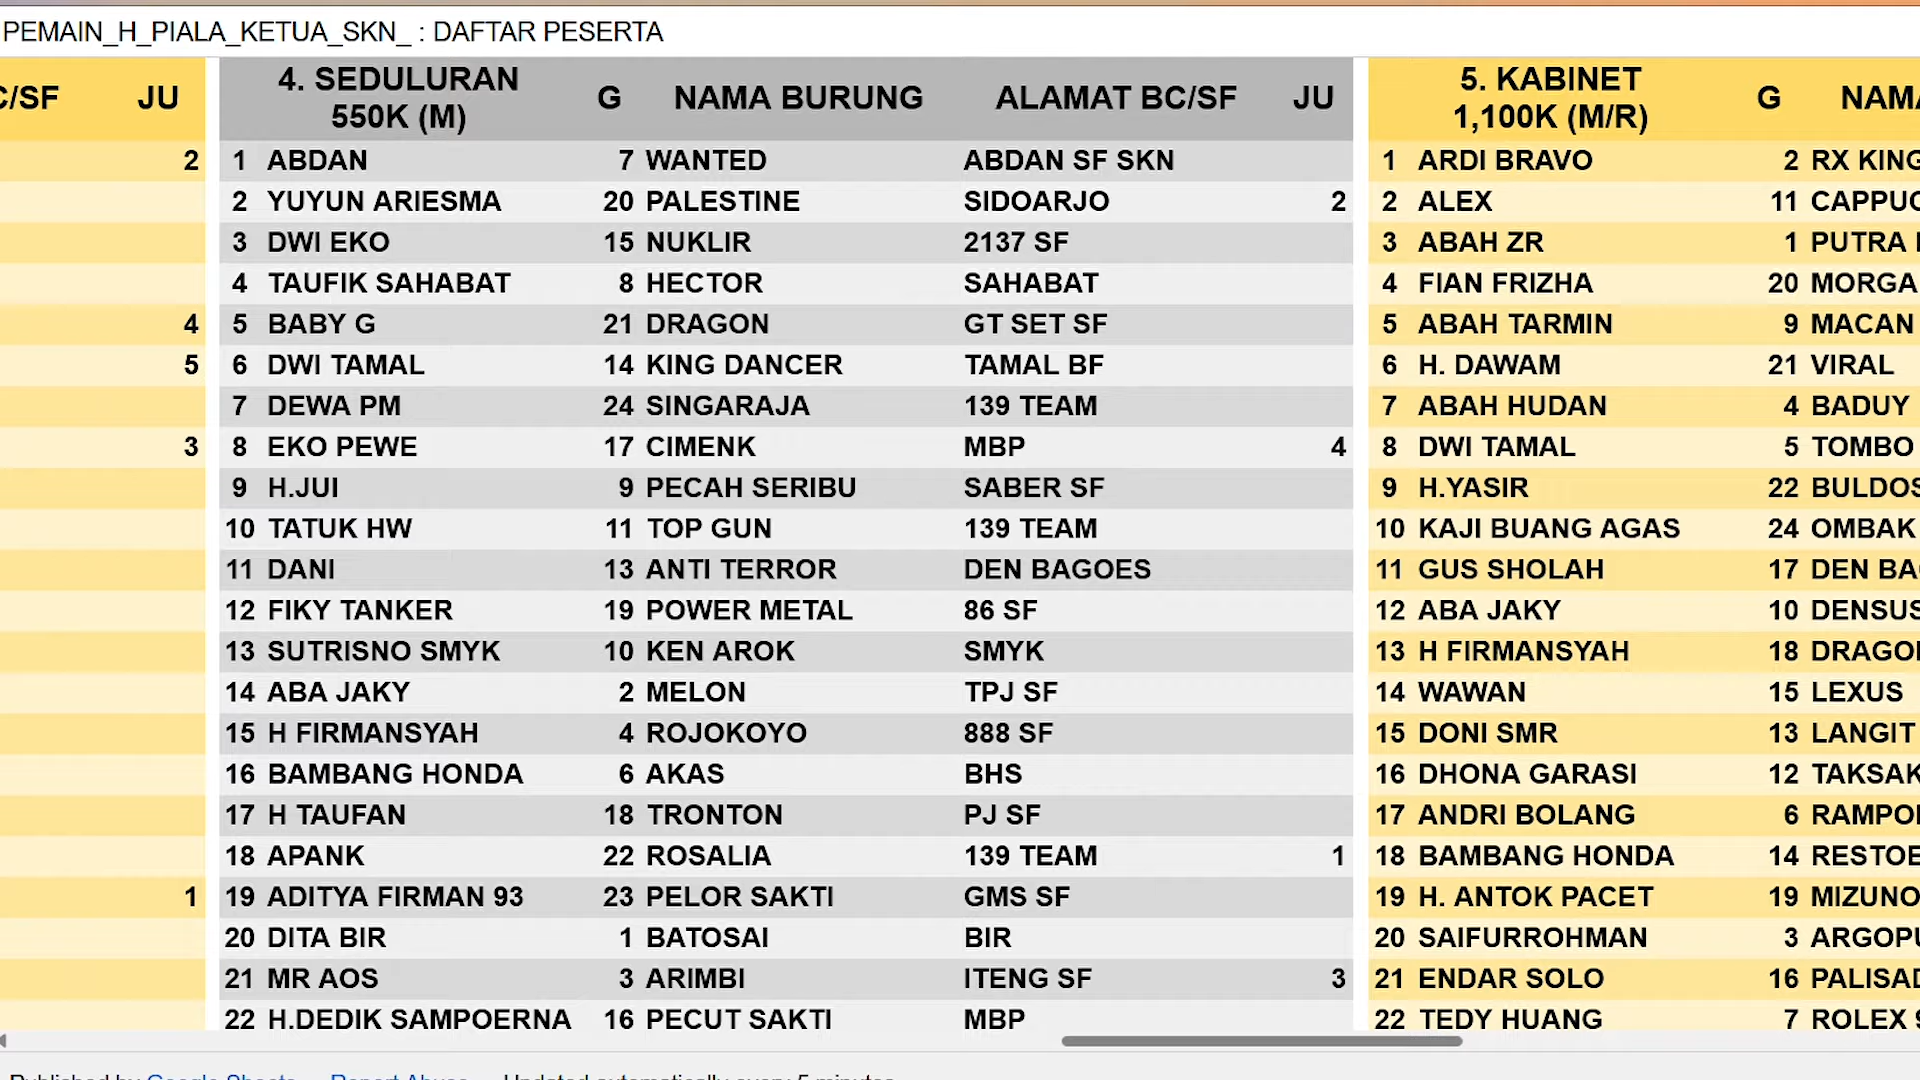 PEMAIN_H_PIALA_KETUA_SKN_ : DAFTAR PESERTA
C/SF JU 4. SEDULURAN 550K (M) G NAMA BURUNG ALAMAT BC/SF JU 5. KABINET 1,100K (M/R) G NAMA
2 1 ABDAN 7 WANTED ABDAN SF SKN 1 ARDI BRAVO 2 RX KING
2 YUYUN ARIESMA 20 PALESTINE SIDOARJO 2 2 ALEX 11 CAPPUC
3 DWI EKO 15 NUKLIR 2137 SF 3 ABAH ZR 1 PUTRA
4 TAUFIK SAHABAT 8 HECTOR SAHABAT 4 FIAN FRIZHA 20 MORGA
4 5 BABY G 21 DRAGON GT SET SF 5 ABAH TARMIN 9 MACAN
5 6 DWI TAMAL 14 KING DANCER TAMAL BF 6 H. DAWAM 21 VIRAL
7 DEWA PM 24 SINGARAJA 139 TEAM 7 ABAH HUDAN 4 BADUY
3 8 EKO PEWE 17 CIMENK MBP 4 8 DWI TAMAL 5 TOMBO
9 H.JUI 9 PECAH SERIBU SABER SF 9 H.YASIR 22 BULDOS
10 TATUK HW 11 TOP GUN 139 TEAM 10 KAJI BUANG AGAS 24 OMBAK
11 DANI 13 ANTI TERROR DEN BAGOES 11 GUS SHOLAH 17 DEN BA
12 FIKY TANKER 19 POWER METAL 86 SF 12 ABA JAKY 10 DENSUS
13 SUTRISNO SMYK 10 KEN AROK SMYK 13 H FIRMANSYAH 18 DRAGO
14 ABA JAKY 2 MELON TPJ SF 14 WAWAN 15 LEXUS
15 H FIRMANSYAH 4 ROJOKOYO 888 SF 15 DONI SMR 13 LANGIT
16 BAMBANG HONDA 6 AKAS BHS 16 DHONA GARASI 12 TAKSAK
17 H TAUFAN 18 TRONTON PJ SF 17 ANDRI BOLANG 6 RAMPO
18 APANK 22 ROSALIA 139 TEAM 1 18 BAMBANG HONDA 14 RESTOE
1 19 ADITYA FIRMAN 93 23 PELOR SAKTI GMS SF 19 H. ANTOK PACET 19 MIZUNO
20 DITA BIR 1 BATOSAI BIR 20 SAIFURROHMAN 3 ARGOPU
21 MR AOS 3 ARIMBI ITENG SF 3 21 ENDAR SOLO 16 PALISAD
22 H.DEDIK SAMPOERNA 16 PECUT SAKTI MBP 22 TEDY HUANG 7 ROLEX 9
Published by Google Sheets – Report Abuse – Updated automatically every 5 minutes